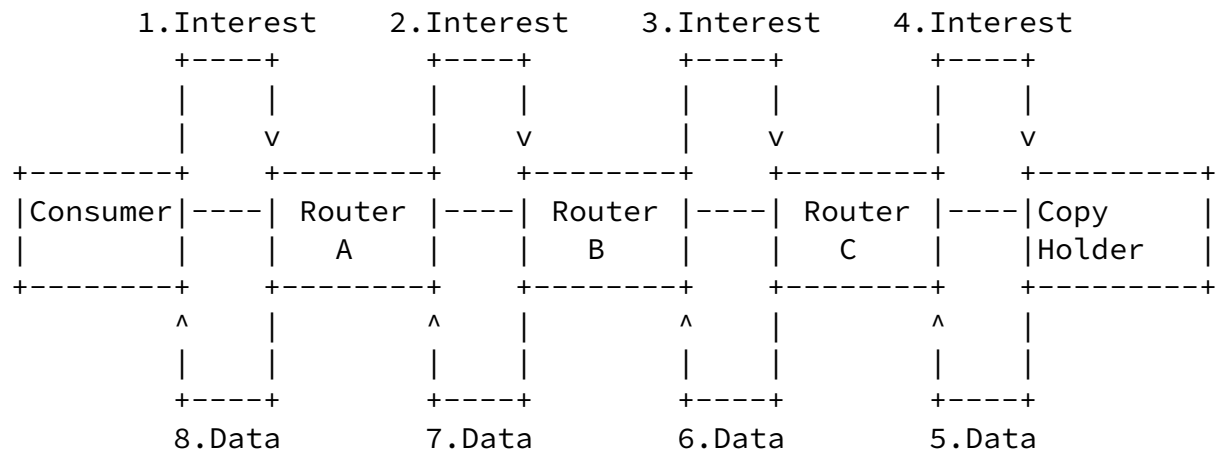 1.Interest 2.Interest 3.Interest 4.Interest
Consumer Router Router Router Copy
A B C Holder
8.Data 7.Data 6.Data 5.Data